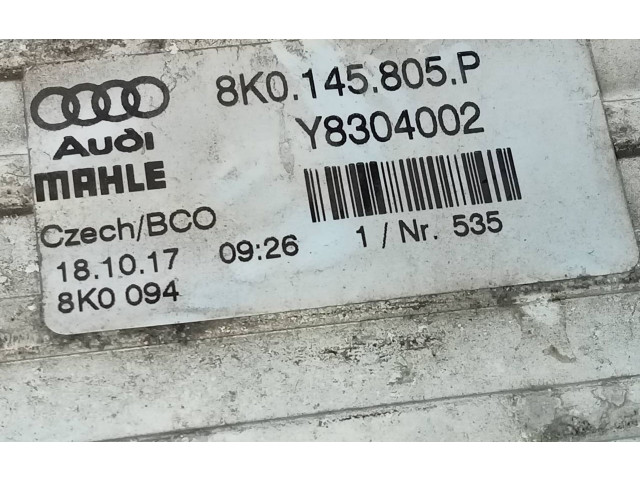 8K0.145.805.P
Y8304002
Audi
MAHLE
Czech/BCO
18.10.17 09:26 1 / Nr. 535
8K0 094